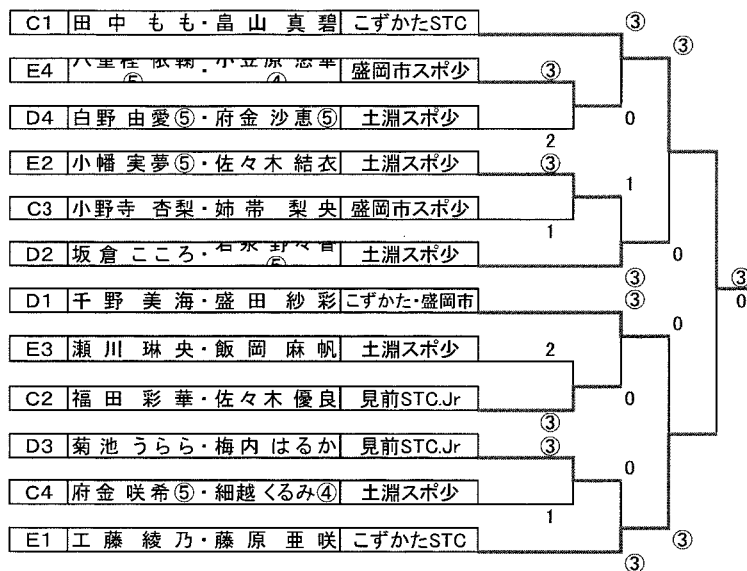 C1 田中 もも・畠山 真碧 こずかたSTC
③
③
E4 盛岡市スポ少
⑤ ④
③
D4 白野 由愛⑤・府金 沙恵⑤ 土淵スポ少
0
2
E2 小幡 実夢⑤・佐々木 結衣 土淵スポ少
③
1
C3 小野寺 杏梨・姉帯 梨央 盛岡市スポ少
1
D2 坂倉 こころ・ 土淵スポ少
⑤
0
③
③
0
D1 千野 美海・盛田 紗彩 こずかた・盛岡市
③
0
E3 瀬川 琳央・飯岡 麻帆 土淵スポ少
2
C2 福田 彩華・佐々木 優良 見前STC.Jr
0
③
D3 菊池 うらら・梅内 はるか 見前STC.Jr
③
0
C4 府金 咲希⑤・細越 くるみ④ 土淵スポ少
1
E1 工藤 綾乃・藤原 亜咲 こずかたSTC
③
③